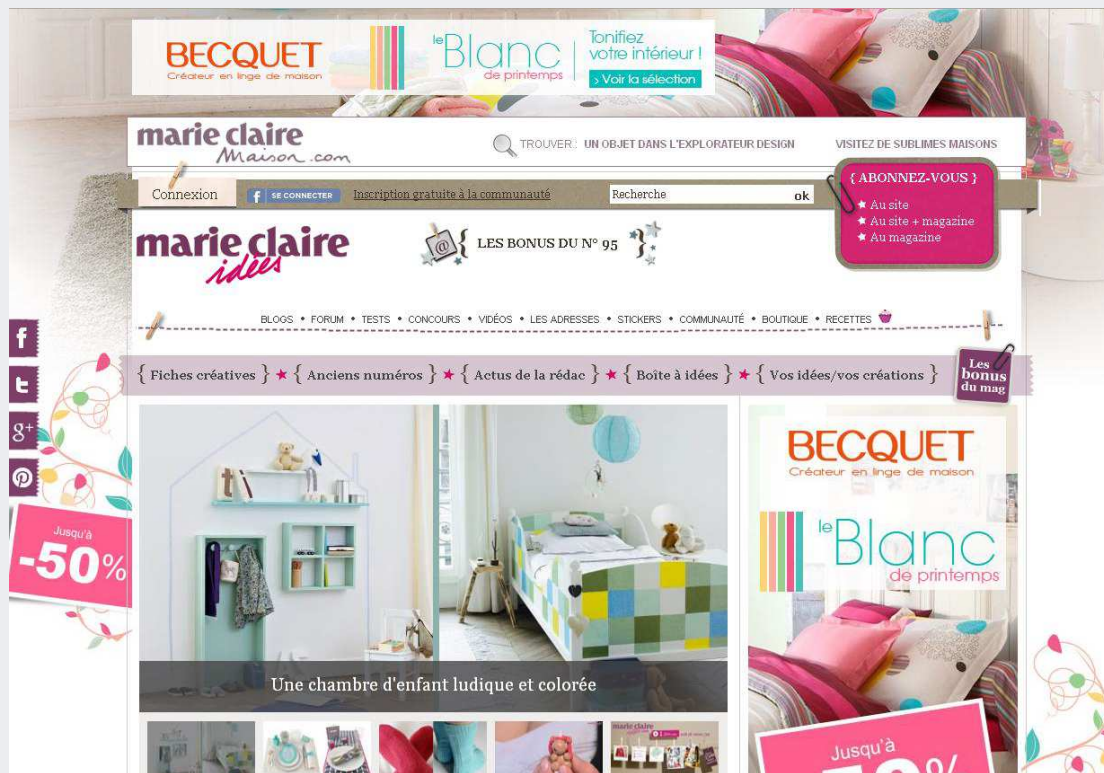 BECQUET
Créateur en linge de maison
le Blanc
de printemps
Tonifiez
votre intérieur !
› Voir la sélection
marie claire
Maison.com
TROUVER : UN OBJET DANS L'EXPLORATEUR DESIGN
VISITEZ DE SUBLIMES MAISONS
Connexion
f SE CONNECTER
Inscription gratuite à la communauté
Recherche
ok
{ ABONNEZ-VOUS }
Au site
Au site + magazine
Au magazine
marie claire
idées
@ { LES BONUS DU N° 95 }
BLOGS • FORUM • TESTS • CONCOURS • VIDÉOS • LES ADRESSES • STICKERS • COMMUNAUTÉ • BOUTIQUE • RECETTES
f
t
g+
{ Fiches créatives } ★ { Anciens numéros } ★ { Actus de la rédac } ★ { Boîte à idées } ★ { Vos idées/vos créations }
Les
bonus
du mag
Jusqu'à
-50%
Une chambre d'enfant ludique et colorée
BECQUET
Créateur en linge de maison
le Blanc
de printemps
marie claire
Jusqu'à